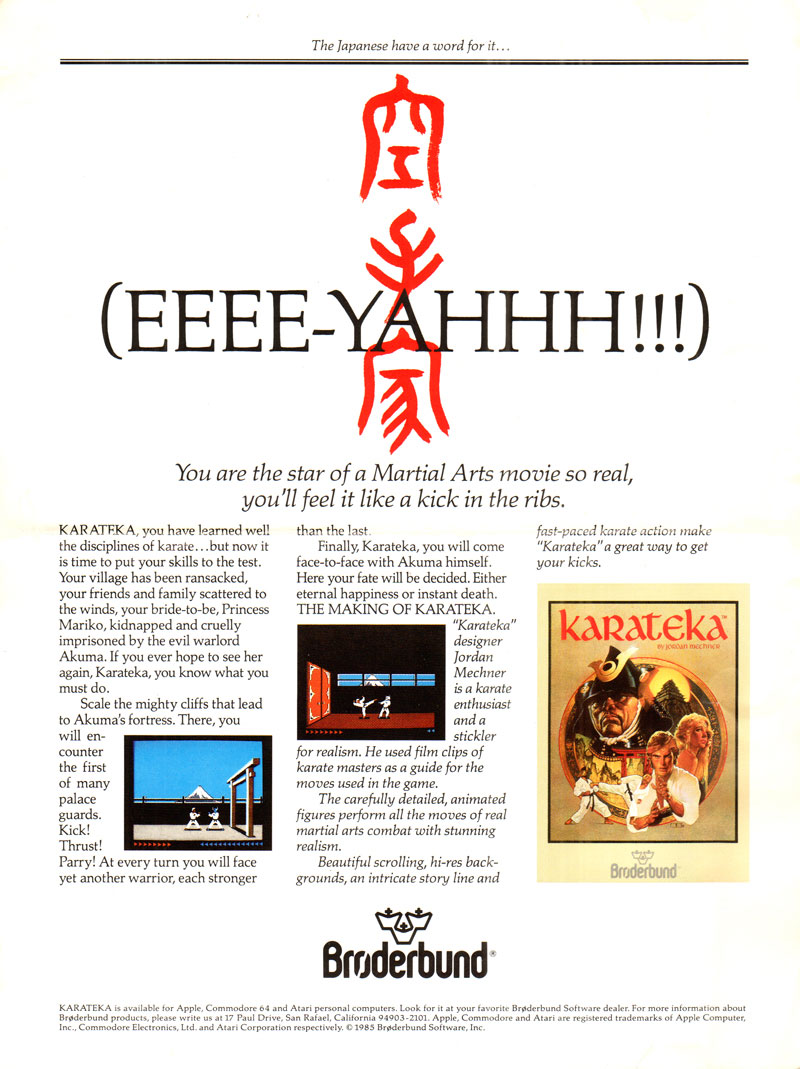 The Japanese have a word for it...
空
手
家
(EEEE-YAHHH!!!)
You are the star of a Martial Arts movie so real,
you'll feel it like a kick in the ribs.
KARATEKA, you have learned well
the disciplines of karate...but now it
is time to put your skills to the test.
Your village has been ransacked,
your friends and family scattered to
the winds, your bride-to-be, Princess
Mariko, kidnapped and cruelly
imprisoned by the evil warlord
Akuma. If you ever hope to see her
again, Karateka, you know what you
must do.
Scale the mighty cliffs that lead
to Akuma's fortress. There, you
will en-
counter
the first
of many
palace
guards.
Kick!
Thrust!
Parry! At every turn you will face
yet another warrior, each stronger
than the last.
Finally, Karateka, you will come
face-to-face with Akuma himself.
Here your fate will be decided. Either
eternal happiness or instant death.
THE MAKING OF KARATEKA.
"Karateka"
designer
Jordan
Mechner
is a karate
enthusiast
and a
stickler
for realism. He used film clips of
karate masters as a guide for the
moves used in the game.
The carefully detailed, animated
figures perform all the moves of real
martial arts combat with stunning
realism.
Beautiful scrolling, hi-res back-
grounds, an intricate story line and
fast-paced karate action make
"Karateka" a great way to get
your kicks.
KARATEKA™
BY JORDAN MECHNER
Brøderbund
Brøderbund®
KARATEKA is available for Apple, Commodore 64 and Atari personal computers. Look for it at your favorite Brøderbund Software dealer. For more information about
Brøderbund products, please write us at 17 Paul Drive, San Rafael, California 94903-2101. Apple, Commodore and Atari are registered trademarks of Apple Computer,
Inc., Commodore Electronics, Ltd. and Atari Corporation respectively. © 1985 Brøderbund Software, Inc.